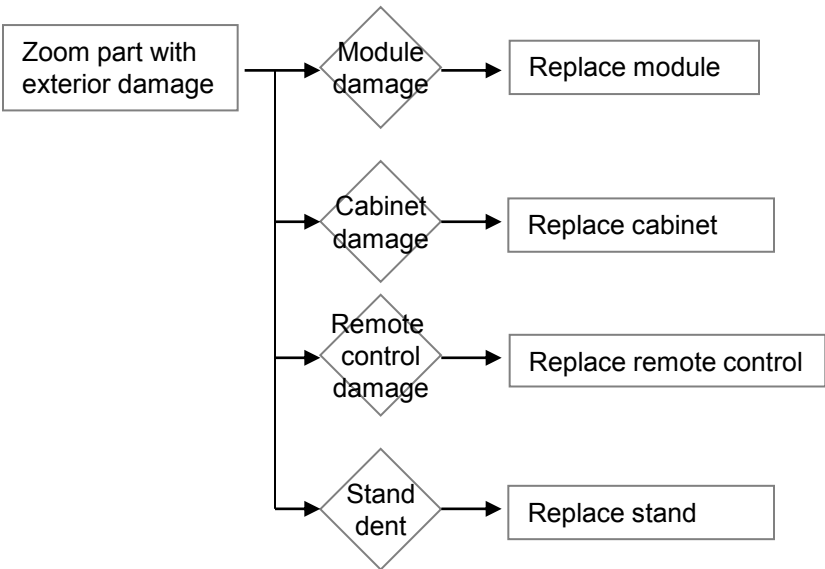 Zoom part with
exterior damage
Module
damage
Replace module
Cabinet
damage
Replace cabinet
Remote
control
damage
Replace remote control
Stand
dent
Replace stand